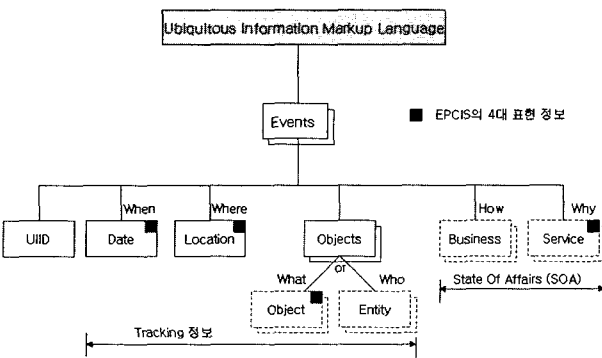 Ubiquitous Information Markup Language
Events
EPCIS의 4대 표현 정보
When
Where
How
Why
UIID
Date
Location
Objects
Business
Service
or
What
Who
State Of Affairs (SOA)
Object
Entity
Tracking 정보